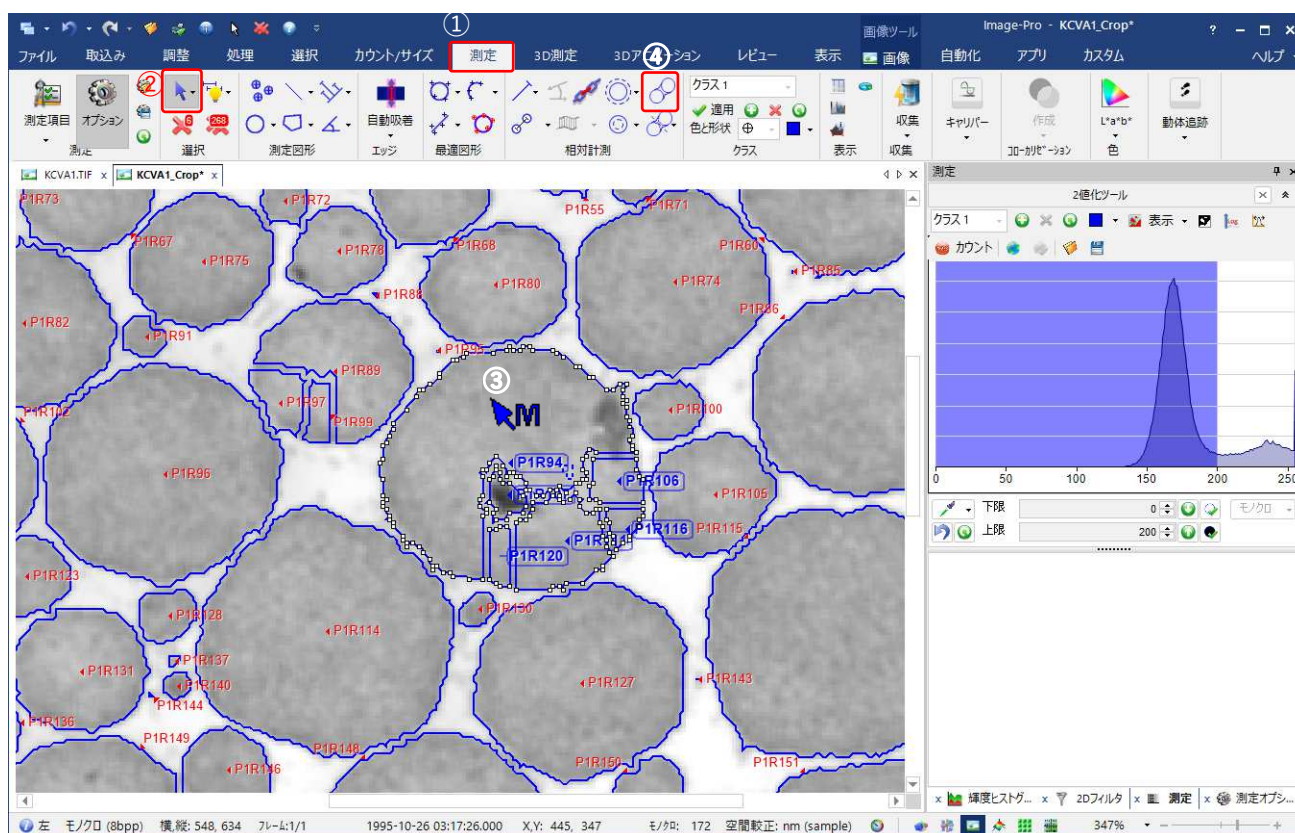 ①
画像ツール
Image-Pro - KCVA1_Crop*
ファイル 取込み 調整 処理 選択 カウント/サイズ 測定 3D測定 3Dア ション レビュー 表示 画像 自動化 アプリ カスタム ヘルプ
④
②
クラス 1
適用
測定項目 オプション 自動吸着 色と形状 収集 キャリパー 作成 L*a*b* 動体追跡
測定 選択 測定図形 エッジ 最適図形 相対計測 クラス 表示 収集 コローカリゼーション 色
KCVA1.TIF x KCVA1_Crop* x
測定
2値化ツール
クラス 1 表示
カウント
P1R73
P1R72
P1R55
P1R71
P1R67
P1R75
P1R78
P1R68
P1R60
P1R80
P1R74
P1R85
P1R88
P1R86
P1R82
P1R91
P1R95
P1R89
③
M
P1R97
P1R99
P1R100
P1R102
P1R96
P1R94
P1R106
P1R105
P1R116
P1R115
P1R120
P1R123
P1R128
P1R130
P1R114
P1R137
P1R131
P1R140
P1R127
P1R143
P1R144
P1R136
P1R149
P1R148
P1R146
P1R150
P1R151
0 50 100 150 200 250
下限 0 モノクロ
上限 200
輝度ヒストグ... x 2Dフィルタ x 測定 x 測定オプシ...
左 モノクロ (8bpp) 横,縦: 548, 634 フレーム:1/1 1995-10-26 03:17:26.000 X,Y: 445, 347 モノクロ: 172 空間較正: nm (sample) 347%